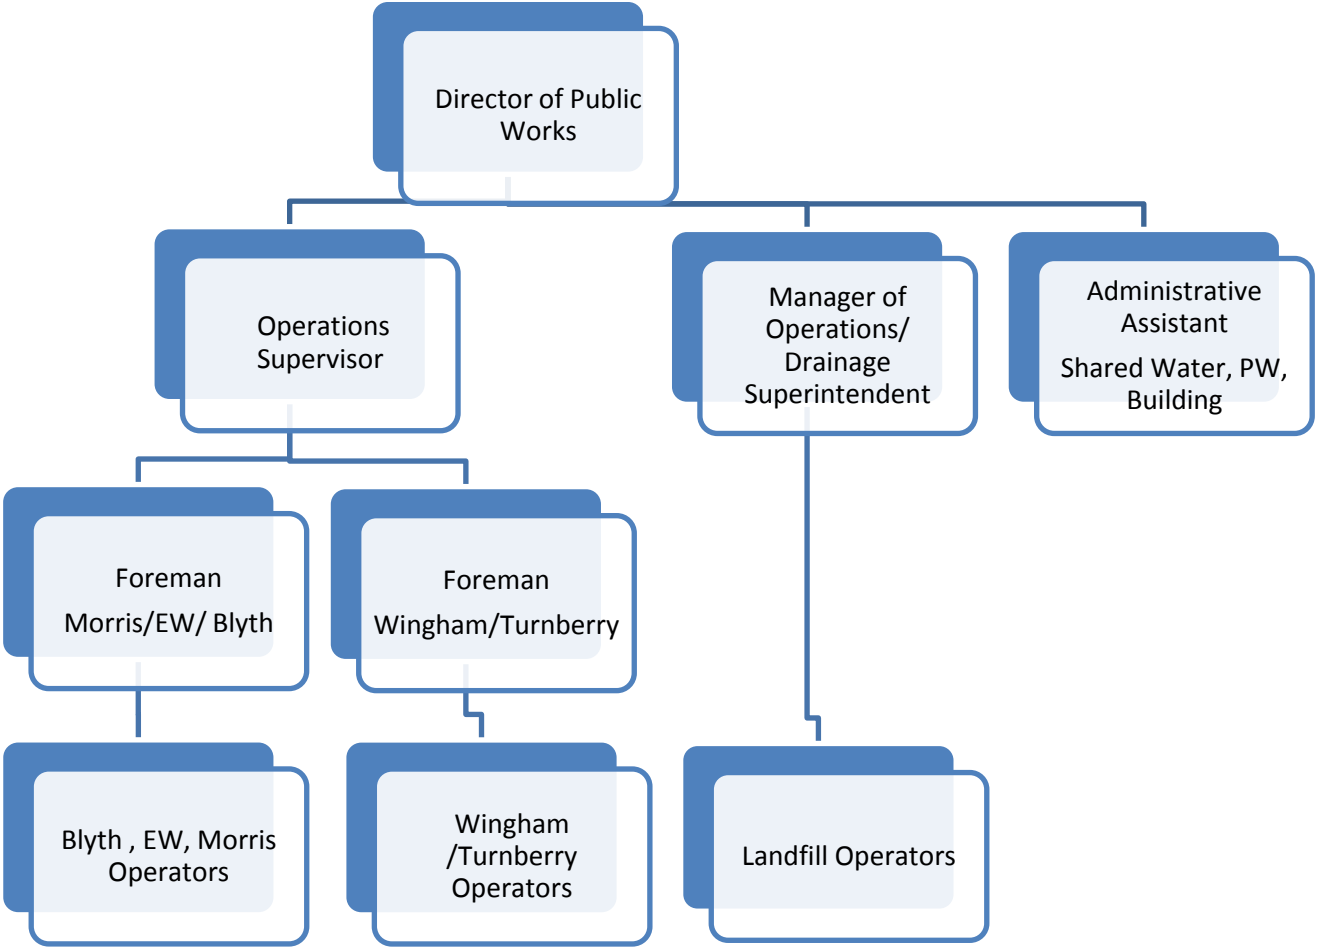 Director of Public
Works
Operations
Supervisor
Manager of
Operations/
Drainage
Superintendent
Administrative
Assistant
Shared Water, PW,
Building
Foreman
Morris/EW/ Blyth
Foreman
Wingham/Turnberry
Blyth , EW, Morris
Operators
Wingham
/Turnberry
Operators
Landfill Operators